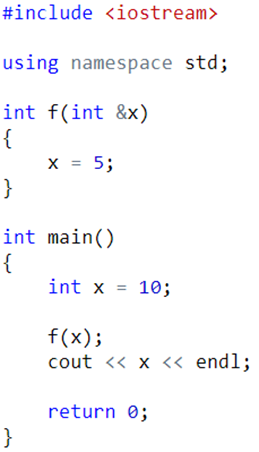 #include <iostream>
using namespace std;
int f(int &x)
{
    x = 5;
}
int main()
{
    int x = 10;
    f(x);
    cout << x << endl;
    return 0;
}